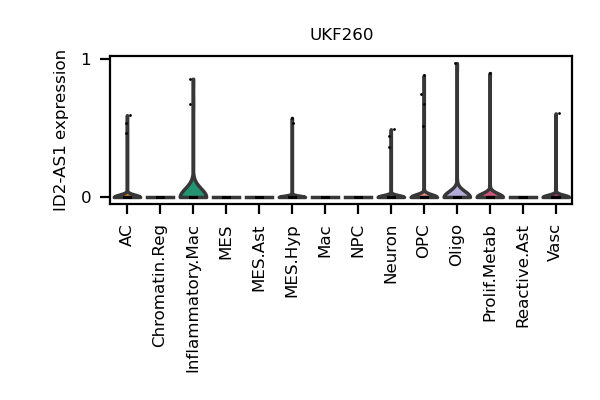 UKF260
ID2-AS1 expression
1
0
AC
Chromatin.Reg
Inflammatory.Mac
MES
MES.Ast
MES.Hyp
Mac
NPC
Neuron
OPC
Oligo
Prolif.Metab
Reactive.Ast
Vasc